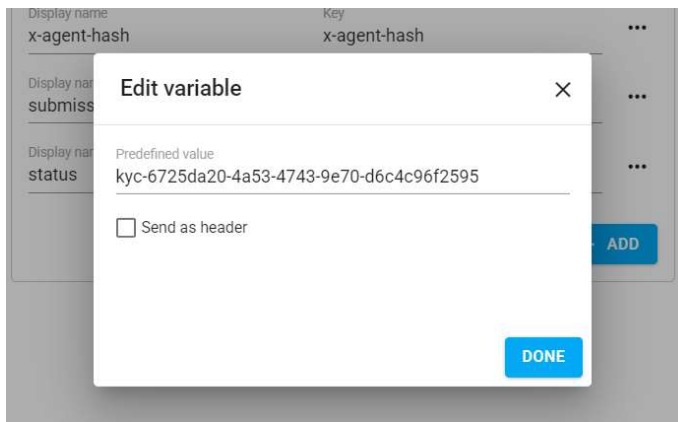 Display name Key
x-agent-hash x-agent-hash
Edit variable
Display nar
submiss
Predefined value
kyc-6725da20-4a53-4743-9e70-d6c4c96f2595
Display nar
status
Send as header
ADD
DONE